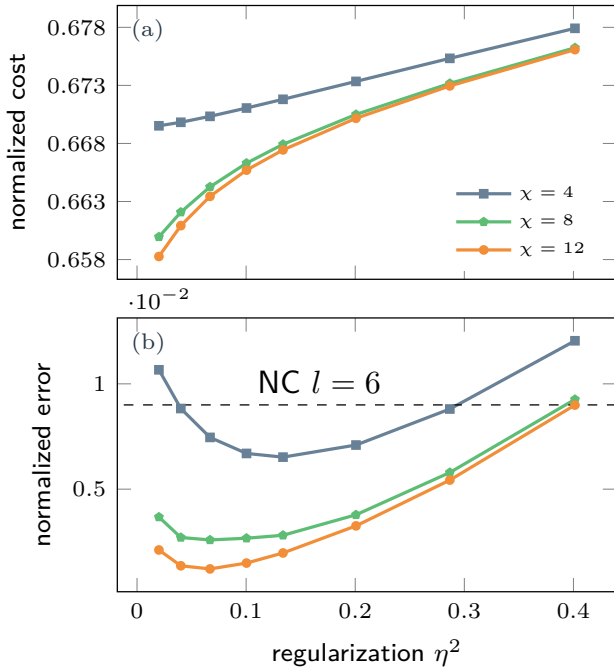 (a)
0.678
0.673
0.668
0.663
0.658
normalized cost
χ = 4
χ = 8
χ = 12
·10⁻²
(b)
NC l = 6
1
0.5
normalized error
0 0.1 0.2 0.3 0.4
regularization η²